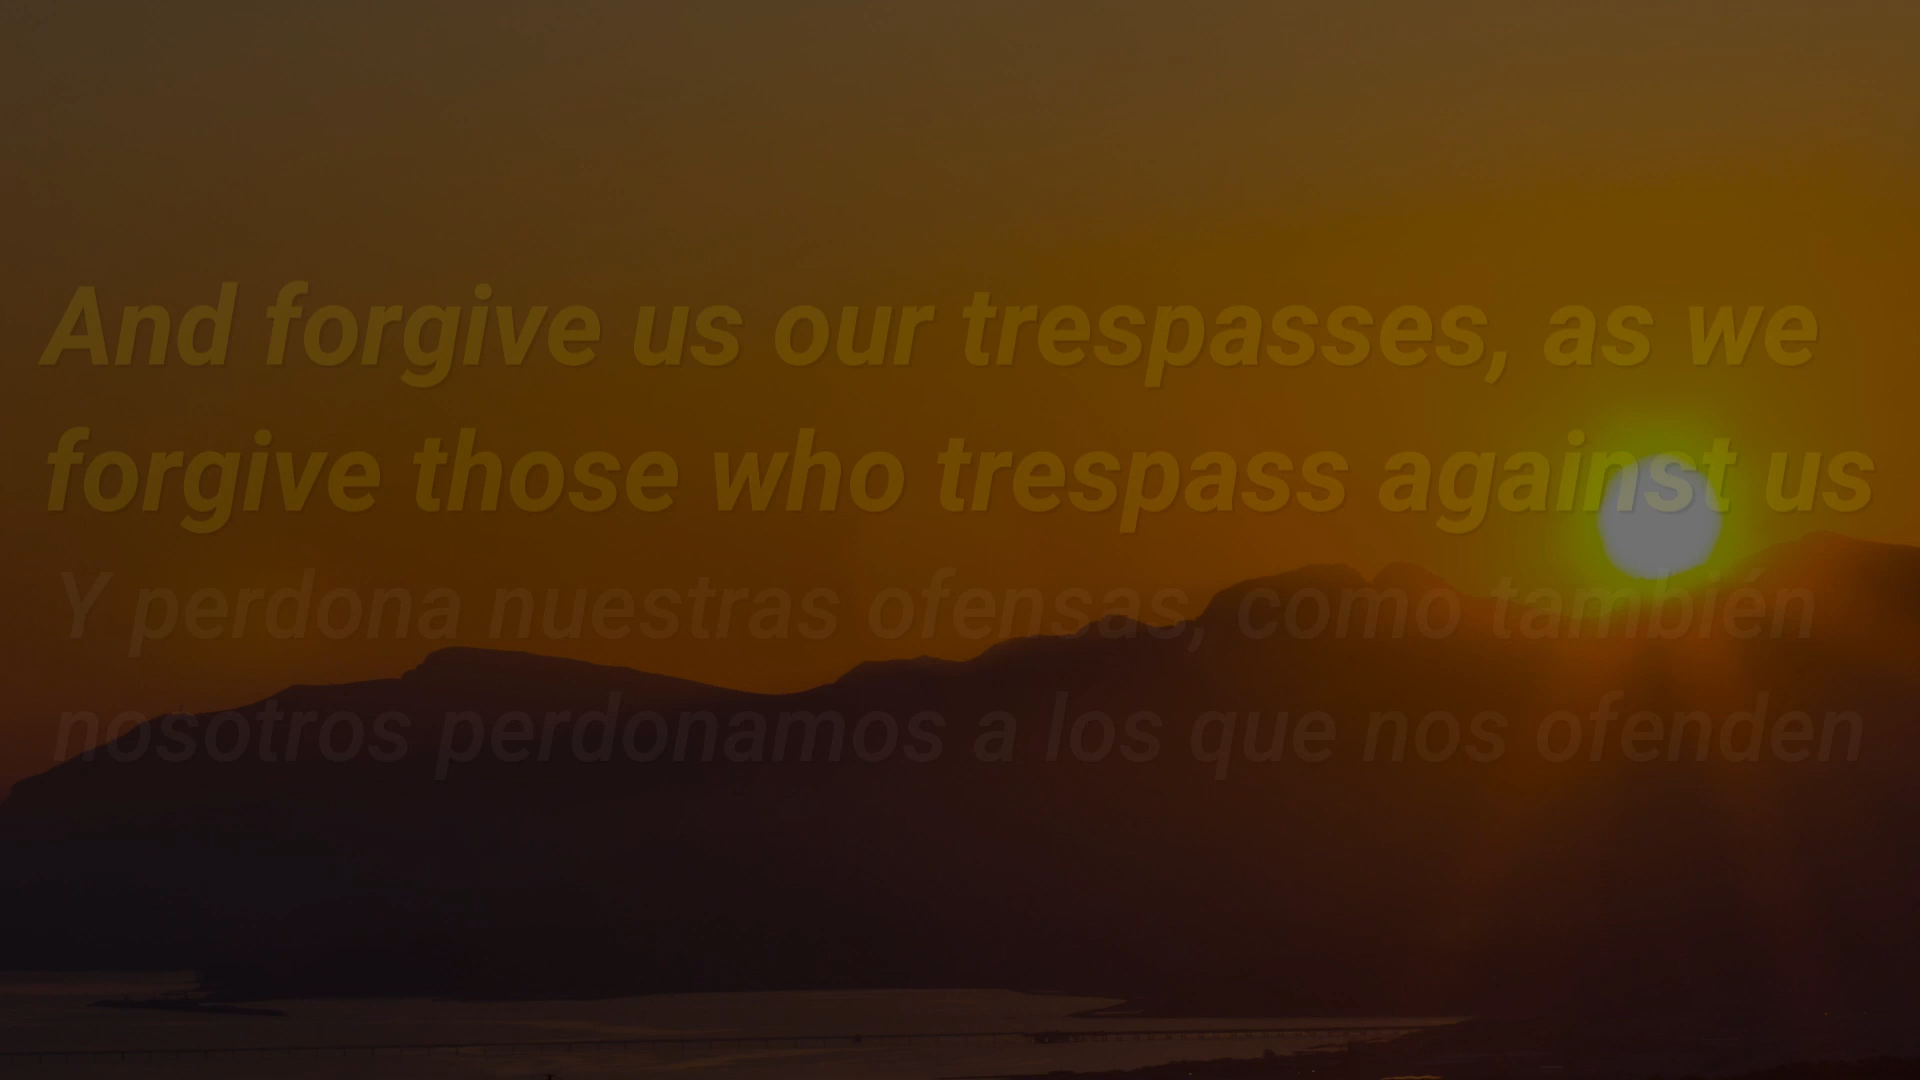 And forgive us our trespasses, as we
forgive those who trespass against us
Y perdona nuestras ofensas, como también
nosotros perdonamos a los que nos ofenden